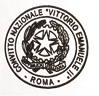 CONVITTO NAZIONALE "VITTORIO EMANUELE II"
- ROMA -